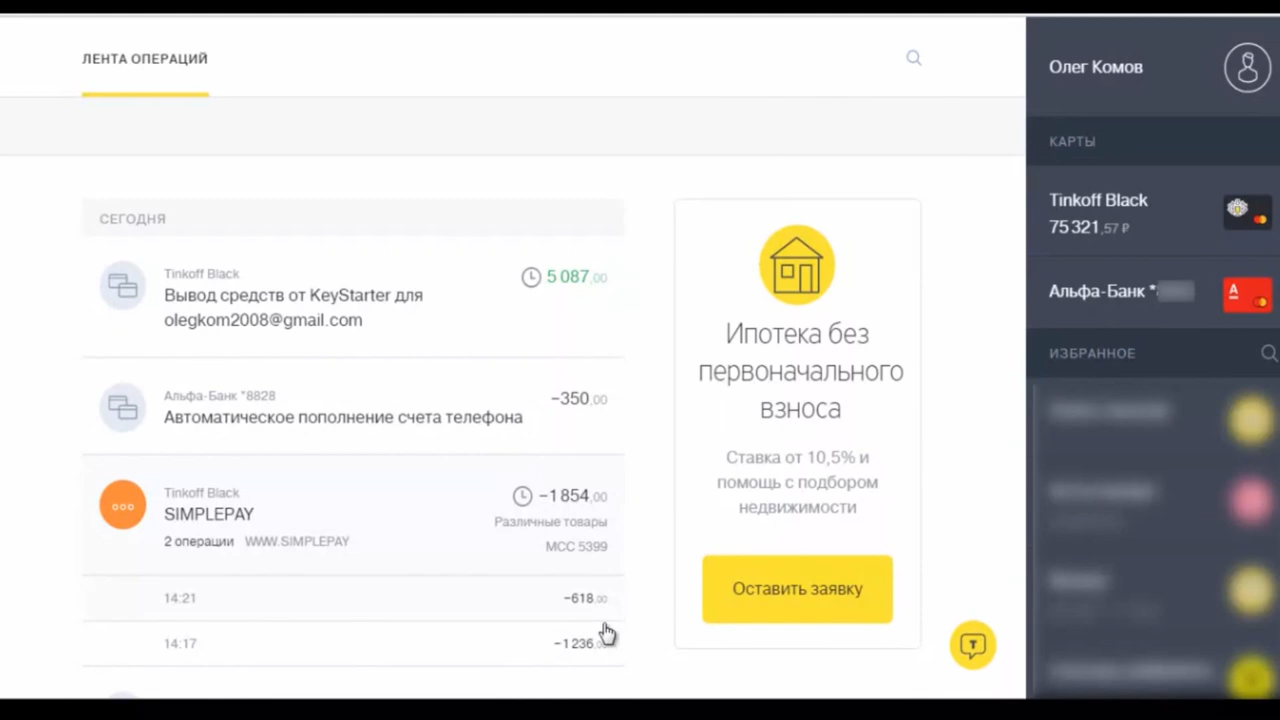 ЛЕНТА ОПЕРАЦИЙ
СЕГОДНЯ
Tinkoff Black
5 087,00
Вывод средств от KeyStarter для
olegkom2008@gmail.com
Альфа-Банк *8828
−350,00
Автоматическое пополнение счета телефона
Tinkoff Black
−1 854,00
SIMPLEPAY
Различные товары
2 операции WWW.SIMPLEPAY
MCC 5399
14:21
−618,00
14:17
−1 236
Ипотека без
первоначального
взноса
Ставка от 10,5% и
помощь с подбором
недвижимости
Оставить заявку
Т
Олег Комов
КАРТЫ
Tinkoff Black
75 321,57 ₽
Альфа-Банк *
А
ИЗБРАННОЕ